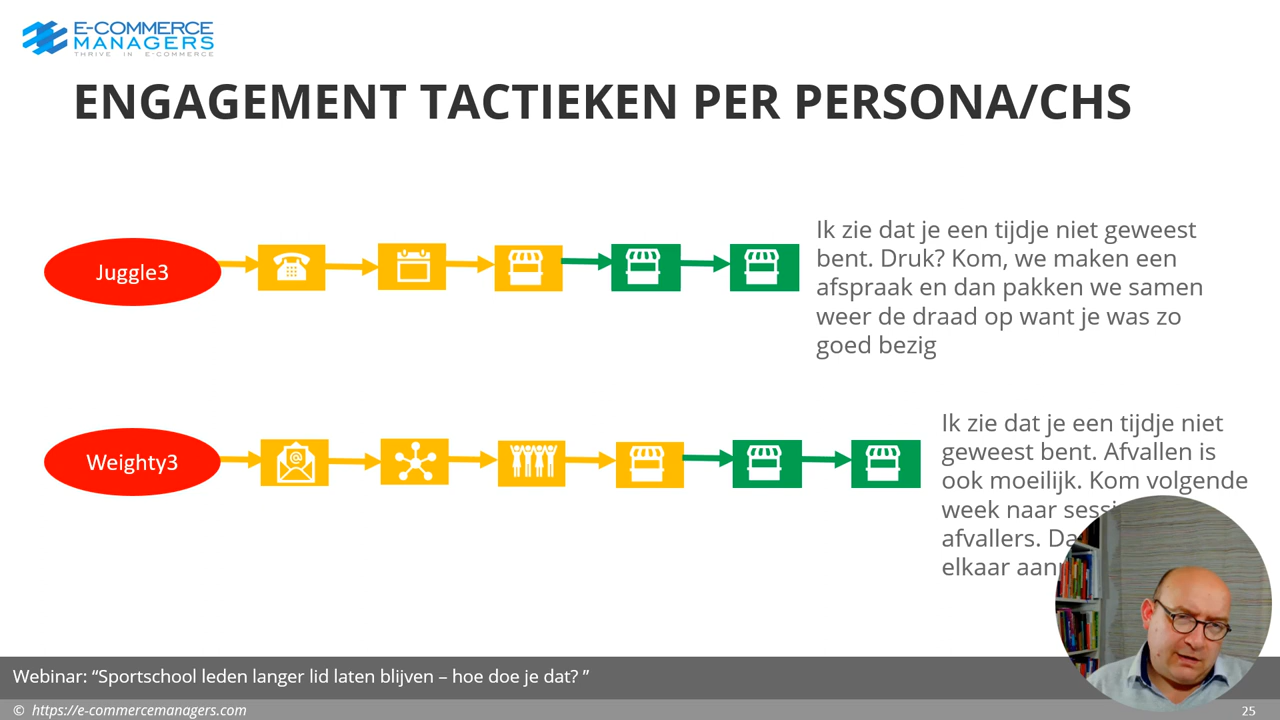 E-COMMERCE
MANAGERS
THRIVE IN E-COMMERCE
ENGAGEMENT TACTIEKEN PER PERSONA/CHS
Juggle3
Ik zie dat je een tijdje niet geweest
bent. Druk? Kom, we maken een
afspraak en dan pakken we samen
weer de draad op want je was zo
goed bezig
Weighty3
Ik zie dat je een tijdje niet
geweest bent. Afvallen is
ook moeilijk. Kom volgende
week naar
afvallers.
elkaar
Webinar: “Sportschool leden langer lid laten blijven – hoe doe je dat? ”
© https://e-commercemanagers.com
25